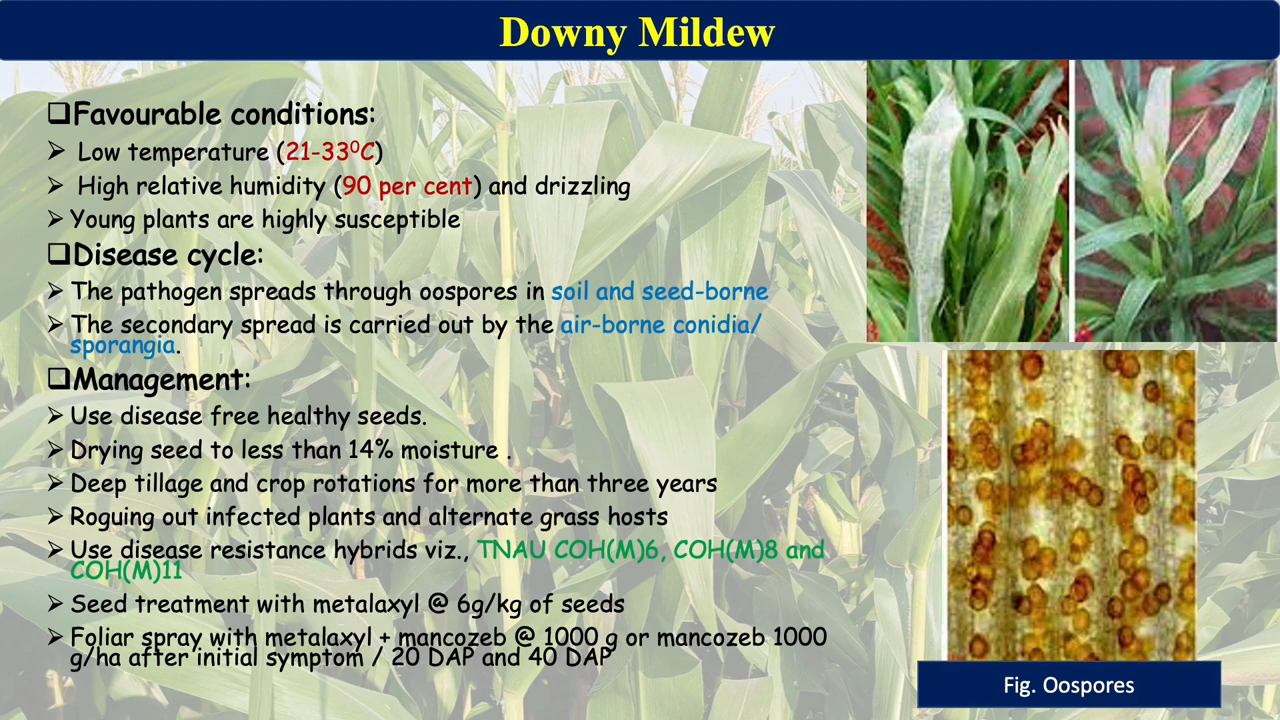 Downy Mildew
❑Favourable conditions:
➢ Low temperature (21-33⁰C)
➢ High relative humidity (90 per cent) and drizzling
➢ Young plants are highly susceptible
❑Disease cycle:
➢ The pathogen spreads through oospores in soil and seed-borne
➢ The secondary spread is carried out by the air-borne conidia/
sporangia.
❑Management:
➢ Use disease free healthy seeds.
➢ Drying seed to less than 14% moisture .
➢ Deep tillage and crop rotations for more than three years
➢ Roguing out infected plants and alternate grass hosts
➢ Use disease resistance hybrids viz., TNAU COH(M)6, COH(M)8 and
COH(M)11
➢ Seed treatment with metalaxyl @ 6g/kg of seeds
➢ Foliar spray with metalaxyl + mancozeb @ 1000 g or mancozeb 1000
g/ha after initial symptom / 20 DAP and 40 DAP
Fig. Oospores